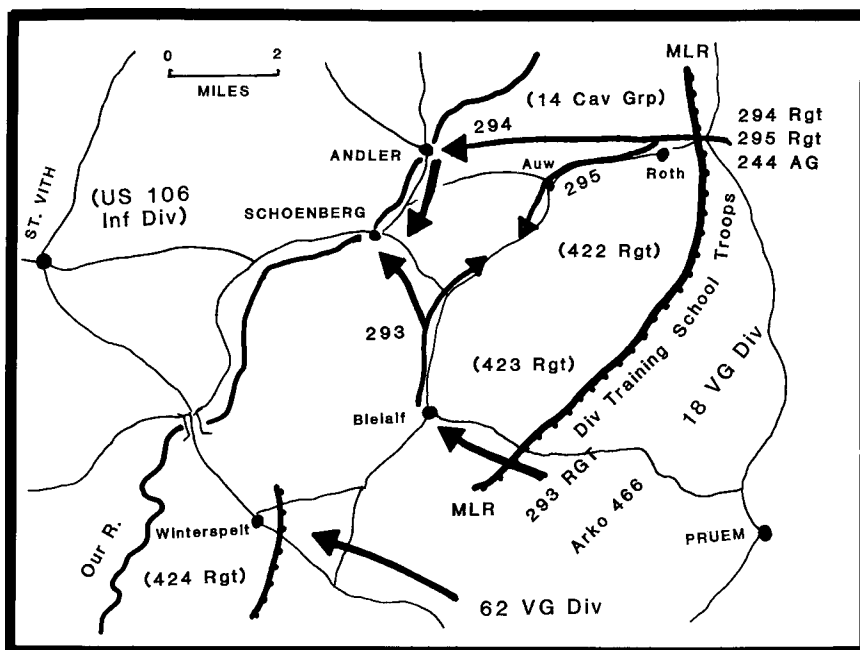 0 2
MILES
MLR
(14 Cav Grp)
294 Rgt
295 Rgt
244 AG
294
ANDLER
Auw
295
Roth
ST. VITH
(US 106
Inf Div)
SCHOENBERG
(422 Rgt)
293
(423 Rgt)
Div Training School Troops
18 VG Div
Blelalf
293 RGT
MLR
Arko 466
PRUEM
Our R.
Winterspelt
(424 Rgt)
62 VG Div